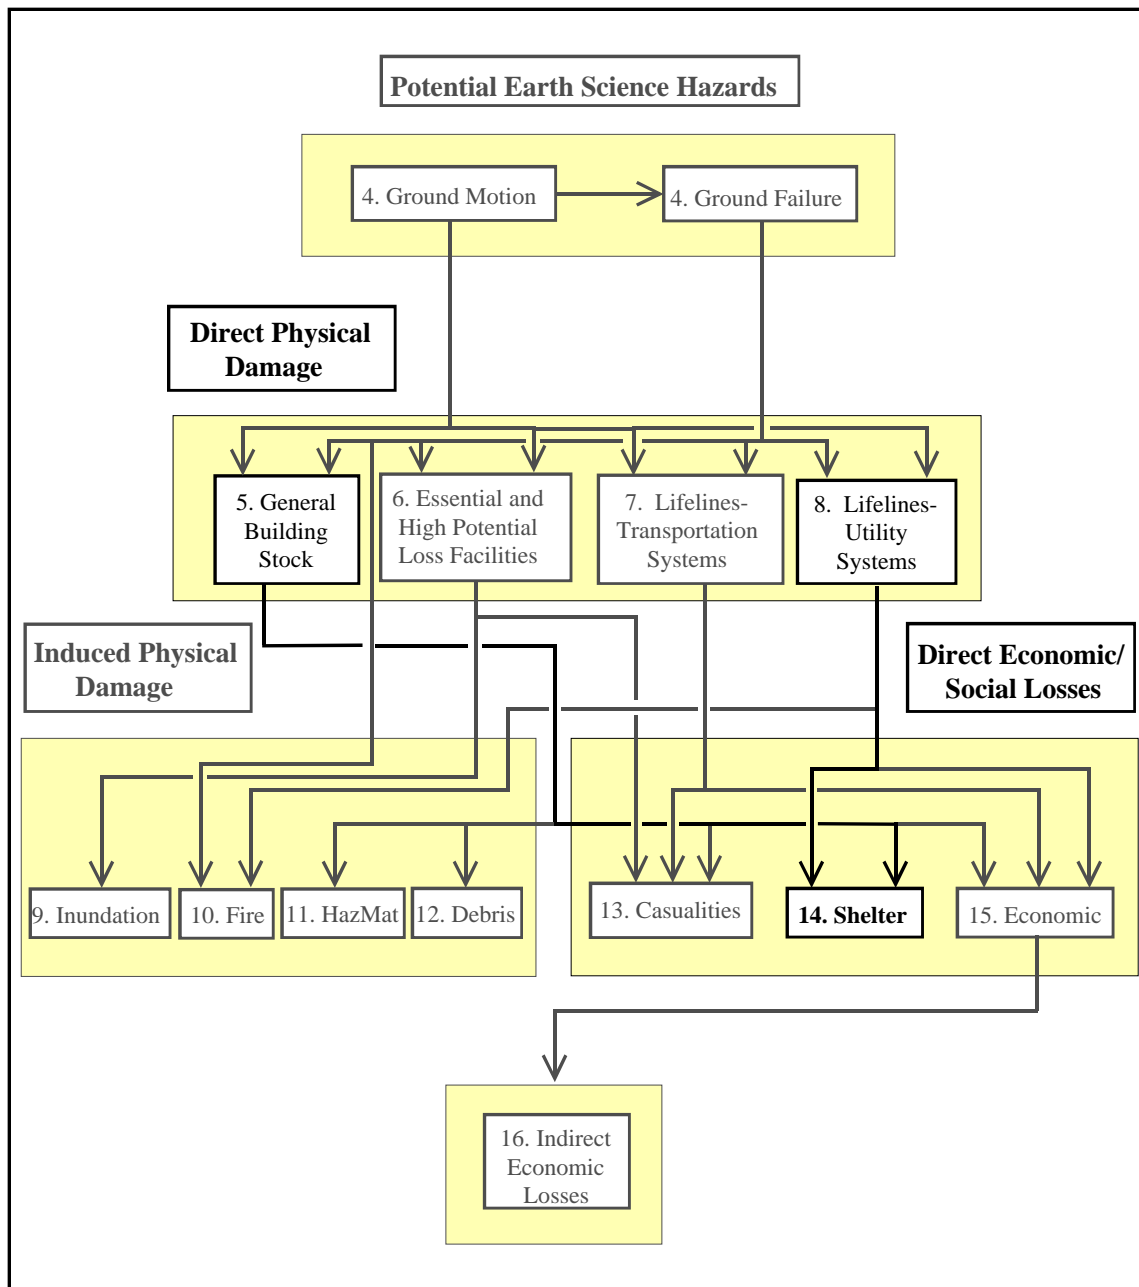 Potential Earth Science Hazards
4. Ground Motion
4. Ground Failure
Direct Physical
Damage
5. General
Building
Stock
6. Essential and
High Potential
Loss Facilities
7. Lifelines-
Transportation
Systems
8. Lifelines-
Utility
Systems
Induced Physical
Damage
Direct Economic/
Social Losses
9. Inundation
10. Fire
11. HazMat
12. Debris
13. Casualities
14. Shelter
15. Economic
16. Indirect
Economic
Losses